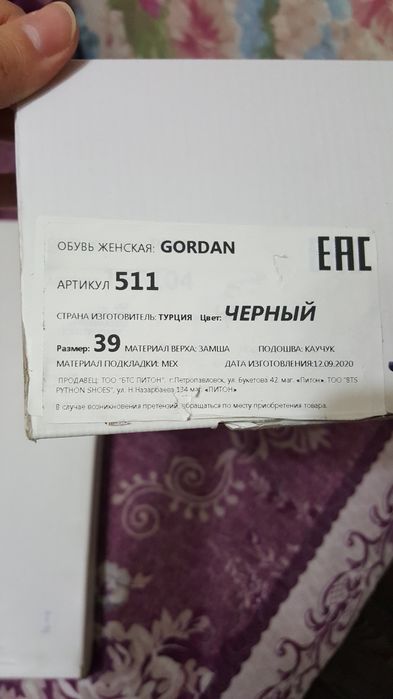 ОБУВЬ ЖЕНСКАЯ: GORDAN
EAC
АРТИКУЛ 511
СТРАНА ИЗГОТОВИТЕЛЬ: ТУРЦИЯ Цвет: ЧЕРНЫЙ
Размер: 39 МАТЕРИАЛ ВЕРХА: ЗАМША ПОДОШВА: КАУЧУК
МАТЕРИАЛ ПОДКЛАДКИ: МЕХ ДАТА ИЗГОТОВЛЕНИЯ:12.09.2020
ПРОДАВЕЦ: ТОО "БТС ПИТОН". г.Петропавловск, ул. Букетова 42. маг. «Питон». ТОО "BTS
PYTHON SHOES", ул. Н.Назарбаева 134 маг. «ПИТОН»
В случае возникновения претензий, обращаться по месту приобретения товара.